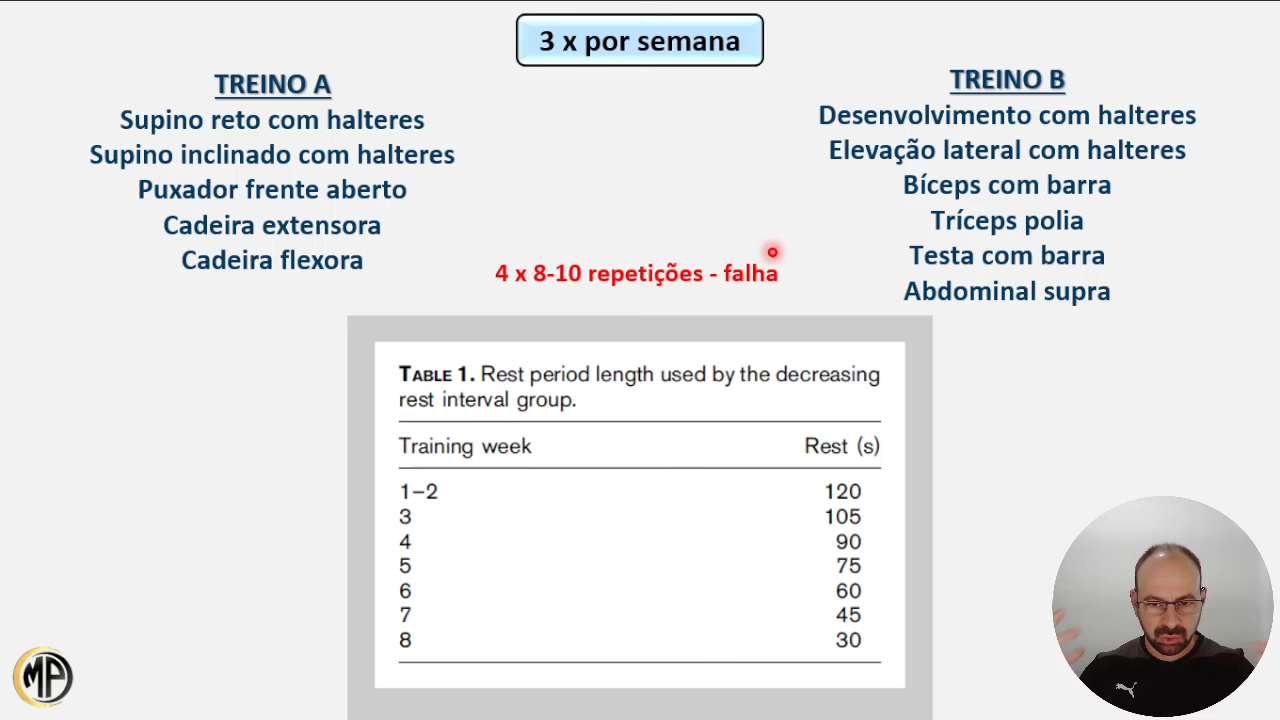 3 x por semana
TREINO A
Supino reto com halteres
Supino inclinado com halteres
Puxador frente aberto
Cadeira extensora
Cadeira flexora
TREINO B
Desenvolvimento com halteres
Elevação lateral com halteres
Bíceps com barra
Tríceps polia
Testa com barra
Abdominal supra
4 x 8-10 repetições - falha
TABLE 1. Rest period length used by the decreasing
rest interval group.
Training week Rest (s)
1–2 120
3 105
4 90
5 75
6 60
7 45
8 30
MP